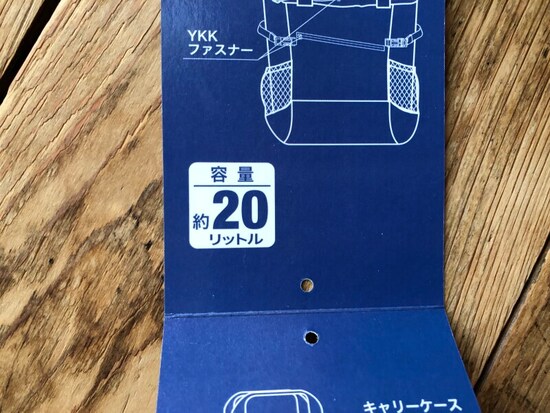 YKK
ファスナー
容量
約20
リットル
キャリーケース